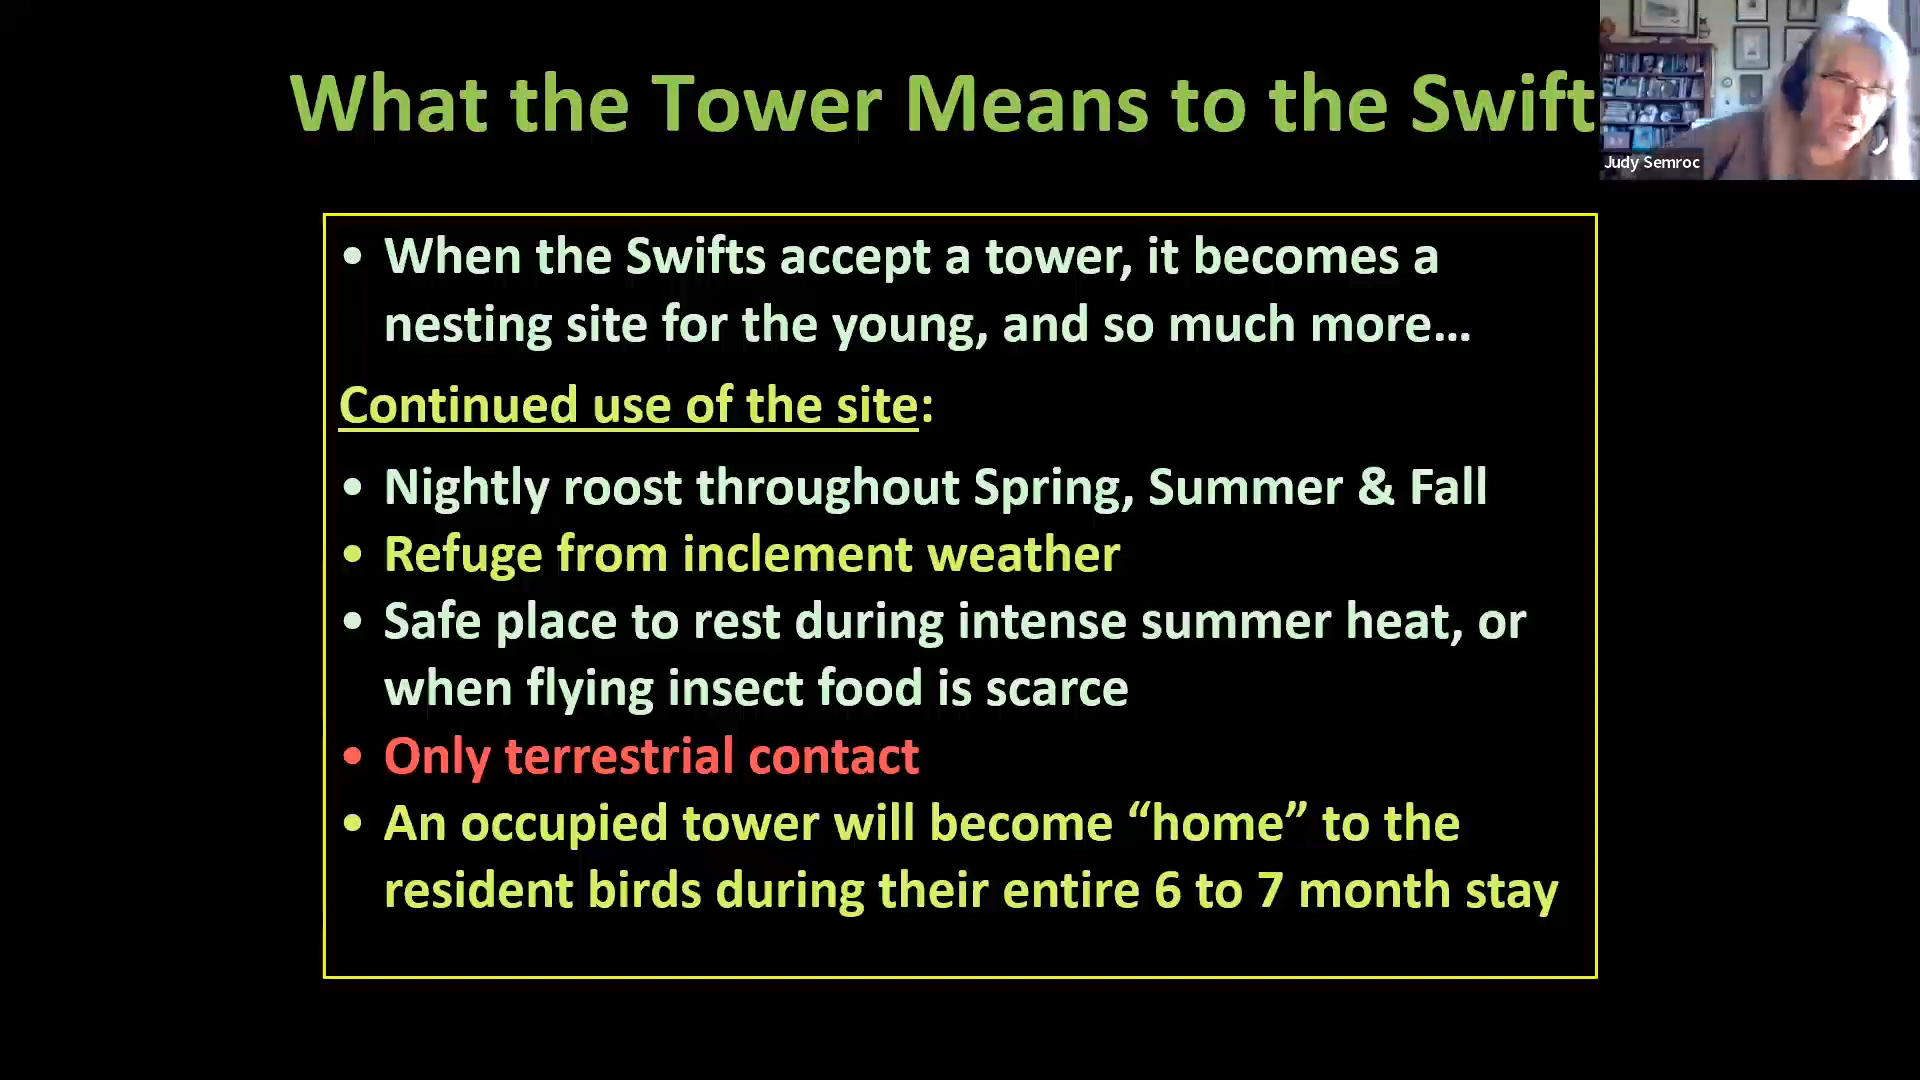 What the Tower Means to the Swift
Judy Semroc
• When the Swifts accept a tower, it becomes a
nesting site for the young, and so much more…
Continued use of the site:
• Nightly roost throughout Spring, Summer & Fall
• Refuge from inclement weather
• Safe place to rest during intense summer heat, or
when flying insect food is scarce
• Only terrestrial contact
• An occupied tower will become “home” to the
resident birds during their entire 6 to 7 month stay